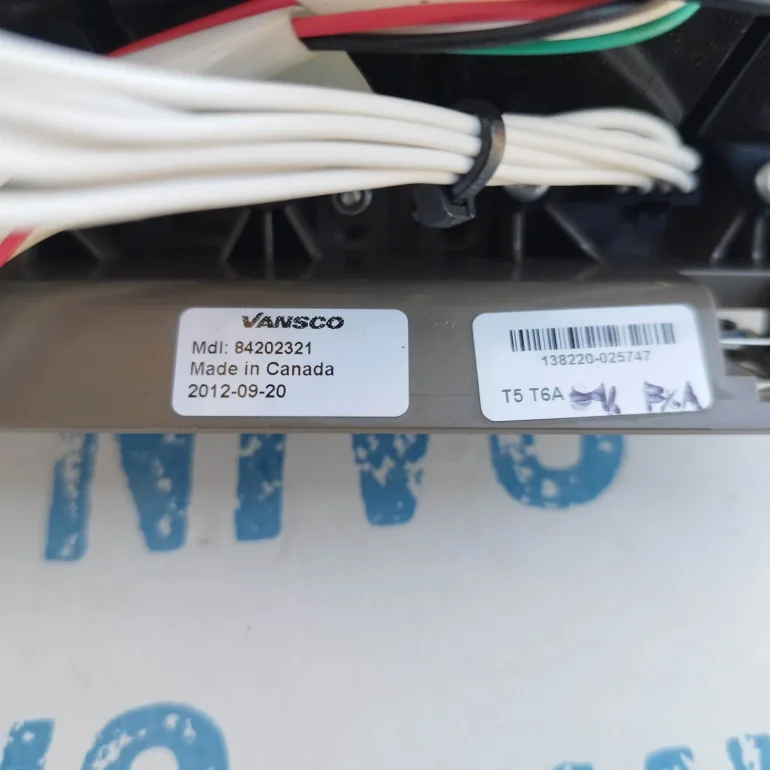 VANSCO
Mdl: 84202321
Made in Canada
2012-09-20
138220-025747
T5 T6A